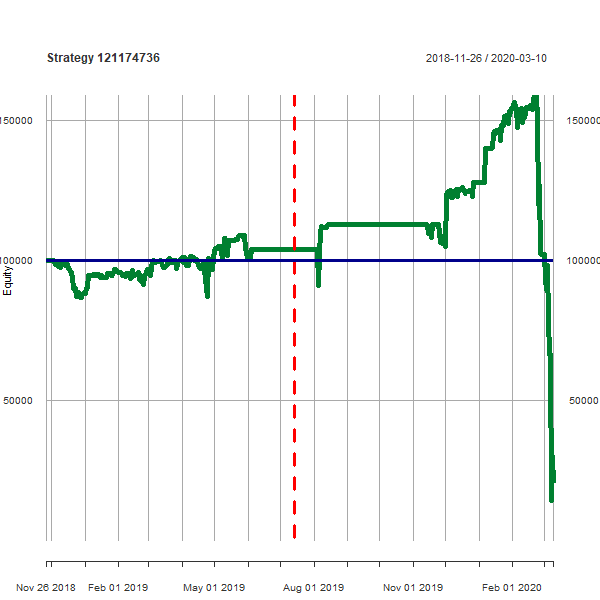 Strategy 121174736
2018-11-26 / 2020-03-10
150000 150000
100000 100000
Equity
50000 50000
Nov 26 2018 Feb 01 2019 May 01 2019 Aug 01 2019 Nov 01 2019 Feb 01 2020